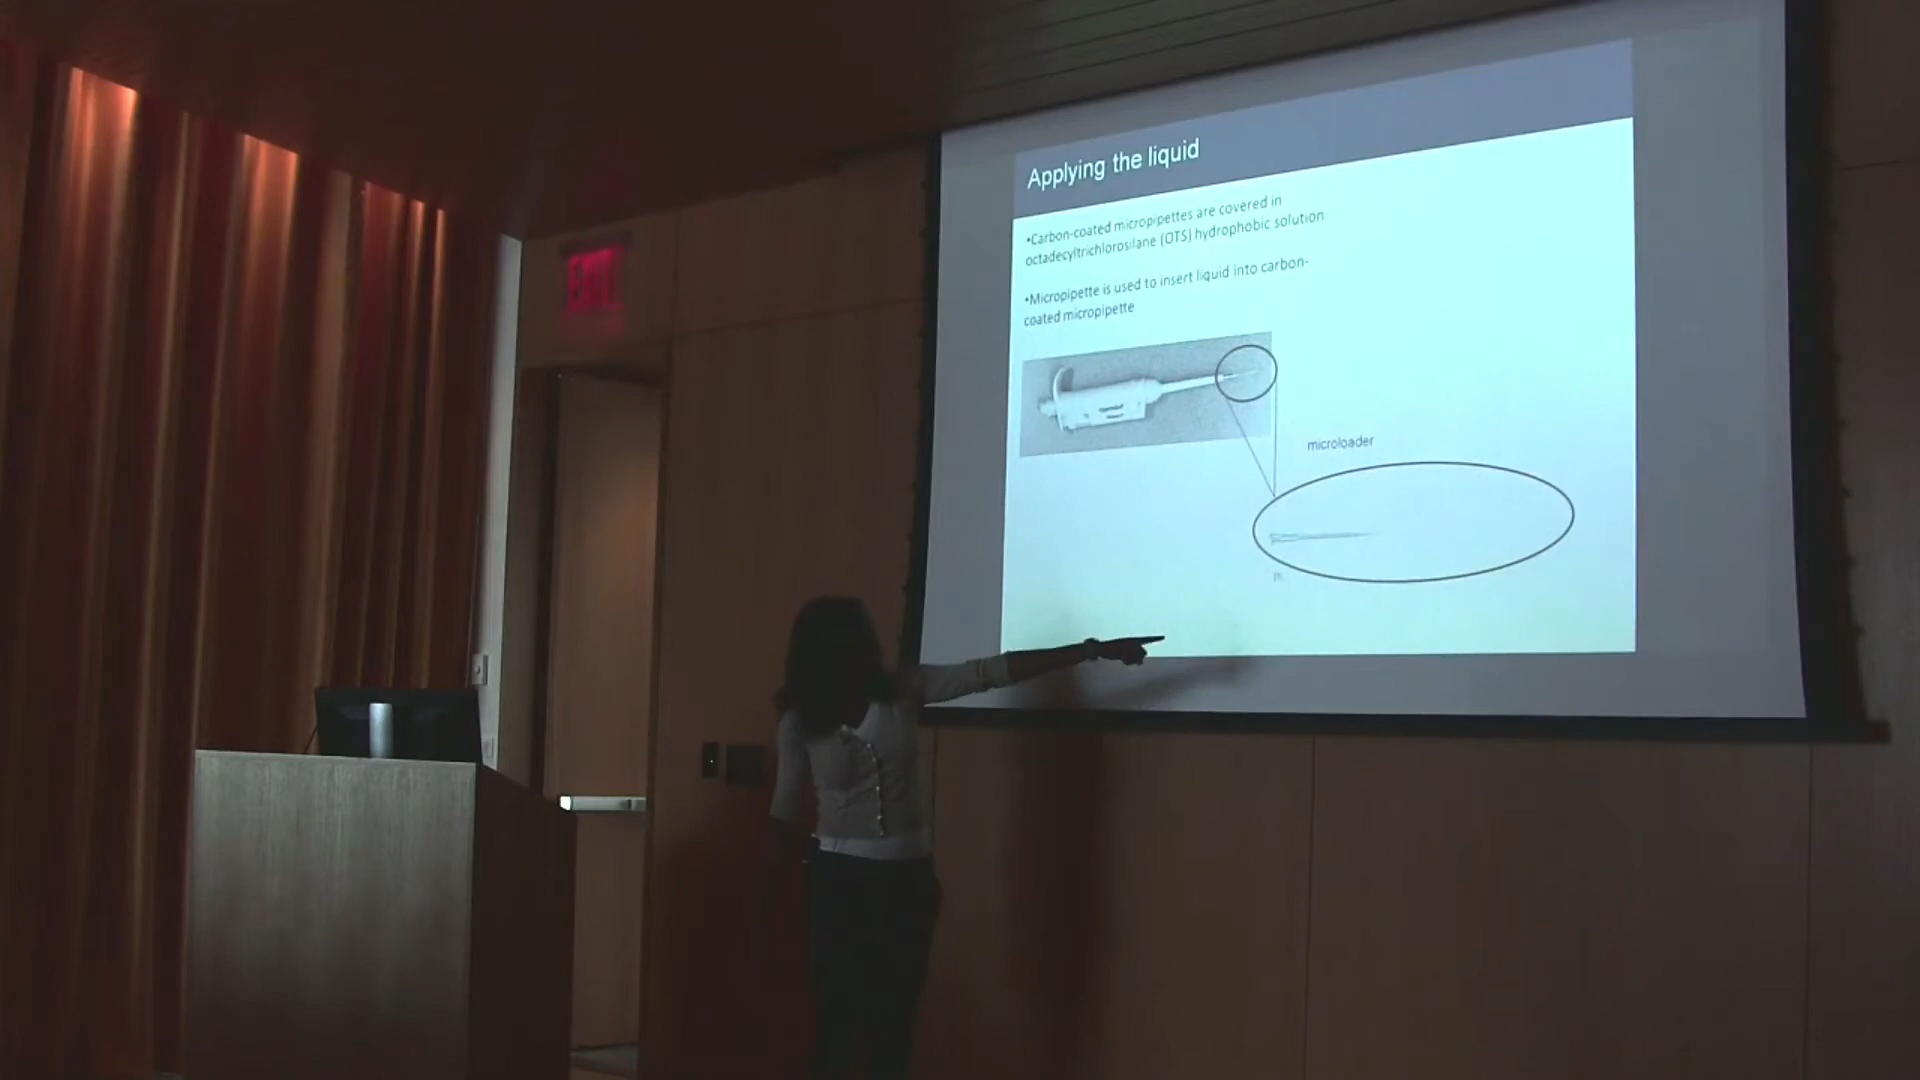 EXIT
Applying the liquid
•Carbon-coated micropipettes are covered in
octadecyltrichlorosilane (OTS) hydrophobic solution
•Micropipette is used to insert liquid into carbon-
coated micropipette
microloader